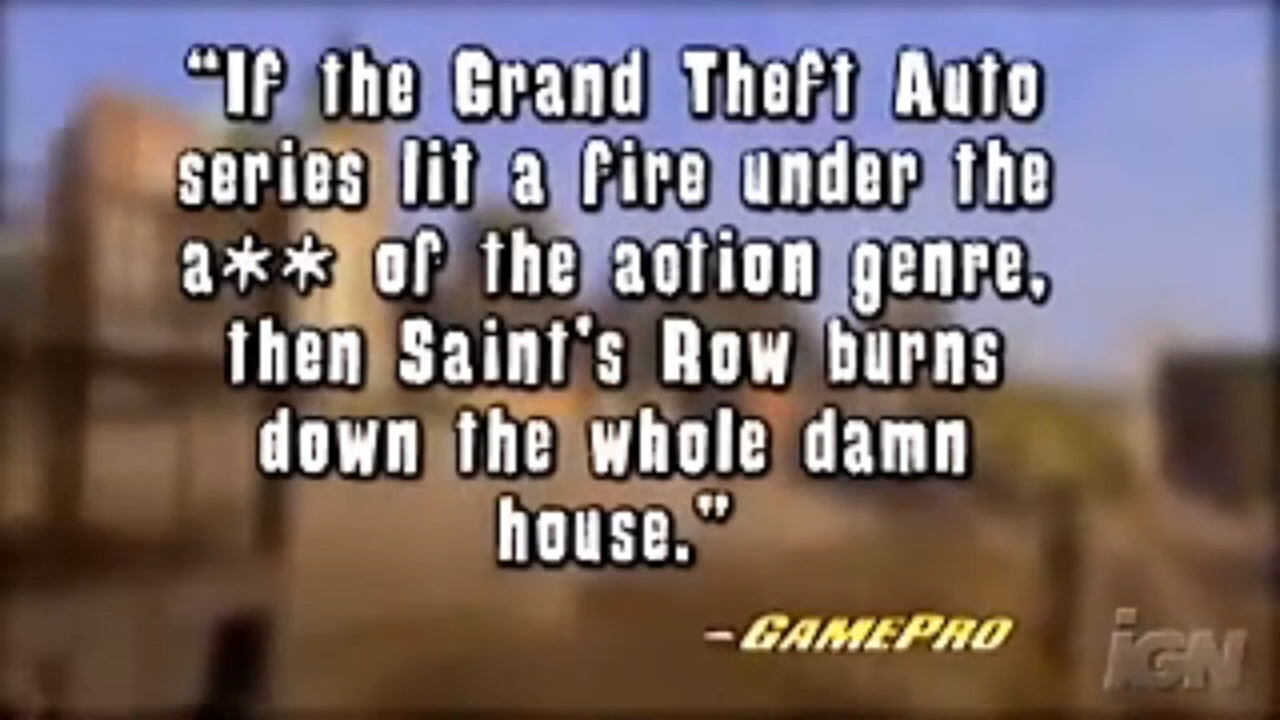 “If the Grand Theft Auto
series lit a fire under the
a** of the action genre,
then Saint's Row burns
down the whole damn
house.”
–GAMEPRO
iGN